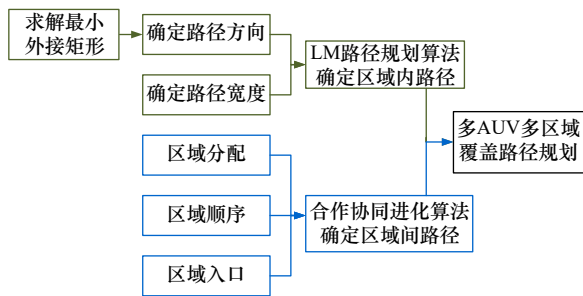 求解最小
外接矩形
确定路径方向
确定路径宽度
LM路径规划算法
确定区域内路径
多AUV多区域
覆盖路径规划
区域分配
区域顺序
区域入口
合作协同进化算法
确定区域间路径